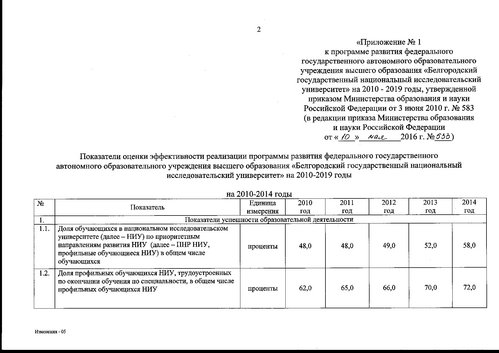 2
«Приложение № 1
к программе развития федерального
государственного автономного образовательного
учреждения высшего образования «Белгородский
государственный национальный исследовательский
университет» на 2010 - 2019 годы, утвержденной
приказом Министерства образования и науки
Российской Федерации от 3 июня 2010 г. № 583
(в редакции приказа Министерства образования
и науки Российской Федерации
от « 10 » мая 2016 г. № 535)
Показатели оценки эффективности реализации программы развития федерального государственного
автономного образовательного учреждения высшего образования «Белгородский государственный национальный
исследовательский университет» на 2010-2019 годы
на 2010-2014 годы
№ Показатель Единица измерения 2010 год 2011 год 2012 год 2013 год 2014 год
1. Показатели успешности образовательной деятельности
1.1. Доля обучающихся в национальном исследовательском
университете (далее – НИУ) по приоритетным
направлениям развития НИУ (далее – ПНР НИУ,
профильные обучающиеся НИУ) в общем числе
обучающихся
проценты 48,0 48,0 49,0 52,0 58,0
1.2. Доля профильных обучающихся НИУ, трудоустроенных
по окончании обучения по специальности, в общем числе
профильных обучающихся НИУ
проценты 62,0 65,0 66,0 70,0 72,0
Изменения - 05